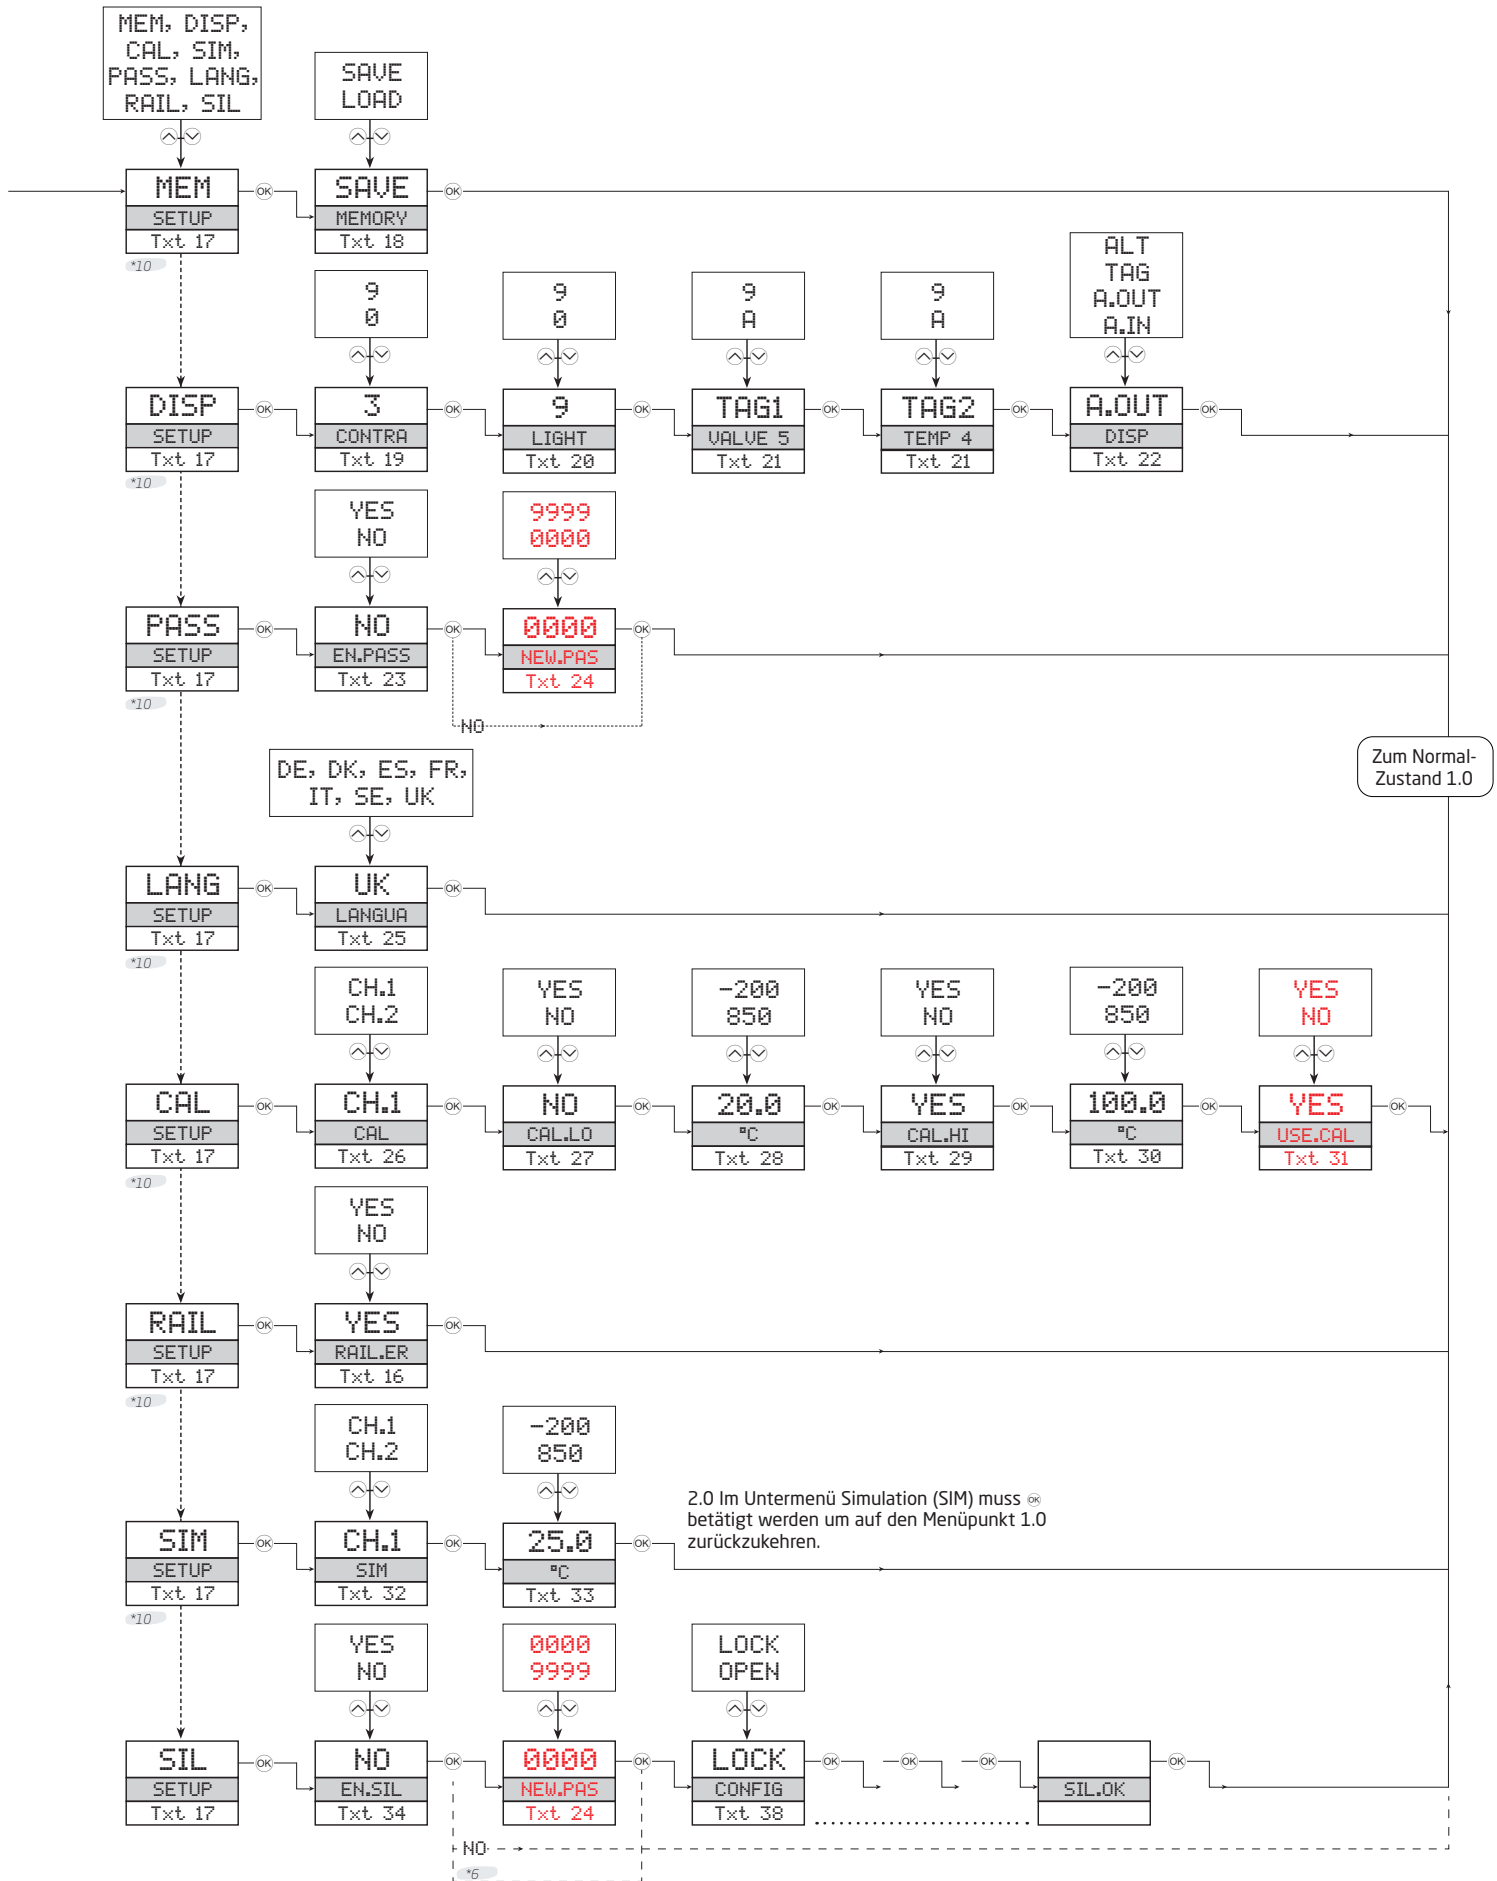 MEM, DISP,
CAL, SIM,
PASS, LANG,
RAIL, SIL
SAVE
LOAD
MEM
SETUP
Txt 17
*10
OK
SAVE
MEMORY
Txt 18
OK
9
0
9
0
9
A
9
A
ALT
TAG
A.OUT
A.IN
DISP
SETUP
Txt 17
*10
OK
3
CONTRA
Txt 19
OK
9
LIGHT
Txt 20
OK
TAG1
VALVE 5
Txt 21
OK
TAG2
TEMP 4
Txt 21
OK
A.OUT
DISP
Txt 22
OK
YES
NO
9999
0000
PASS
SETUP
Txt 17
*10
OK
NO
EN.PASS
Txt 23
OK
0000
NEW.PAS
Txt 24
OK
NO
Zum Normal-
Zustand 1.0
DE, DK, ES, FR,
IT, SE, UK
LANG
SETUP
Txt 17
*10
OK
UK
LANGUA
Txt 25
OK
CH.1
CH.2
YES
NO
-200
850
YES
NO
-200
850
YES
NO
CAL
SETUP
Txt 17
*10
OK
CH.1
CAL
Txt 26
OK
NO
CAL.LO
Txt 27
OK
20.0
°C
Txt 28
OK
YES
CAL.HI
Txt 29
OK
100.0
°C
Txt 30
OK
YES
USE.CAL
Txt 31
OK
YES
NO
RAIL
SETUP
Txt 17
*10
OK
YES
RAIL.ER
Txt 16
OK
CH.1
CH.2
-200
850
SIM
SETUP
Txt 17
*10
OK
CH.1
SIM
Txt 32
OK
25.0
°C
Txt 33
OK
2.0 Im Untermenü Simulation (SIM) muss OK
betätigt werden um auf den Menüpunkt 1.0
zurückzukehren.
YES
NO
0000
9999
LOCK
OPEN
SIL
SETUP
Txt 17
OK
NO
EN.SIL
Txt 34
OK
0000
NEW.PAS
Txt 24
OK
LOCK
CONFIG
Txt 38
OK
OK
OK
SIL.OK
OK
NO
*6